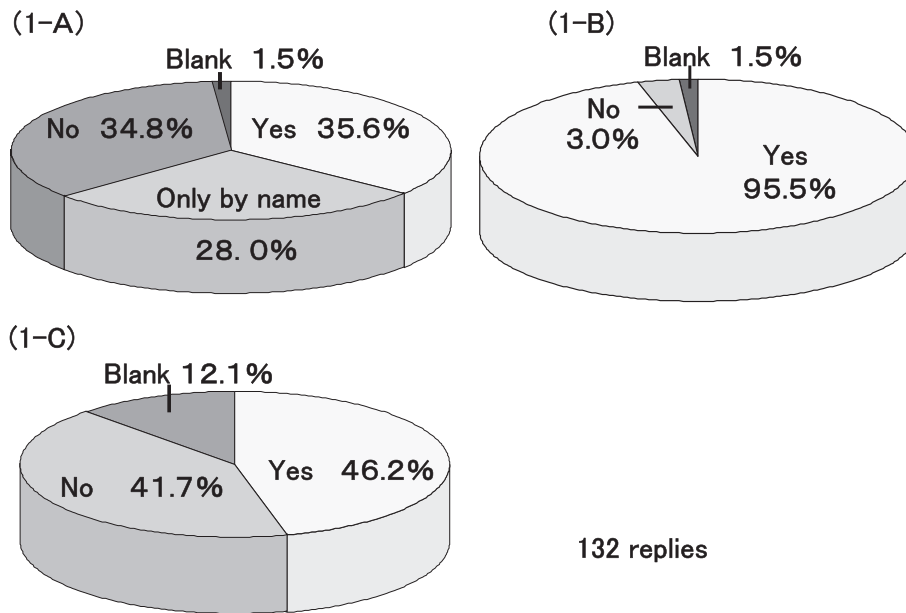 (1-A)
Blank 1.5%
No 34.8%
Yes 35.6%
Only by name
28. 0%
(1-B)
Blank 1.5%
No
3.0%
Yes
95.5%
(1-C)
Blank 12.1%
No 41.7%
Yes 46.2%
132 replies